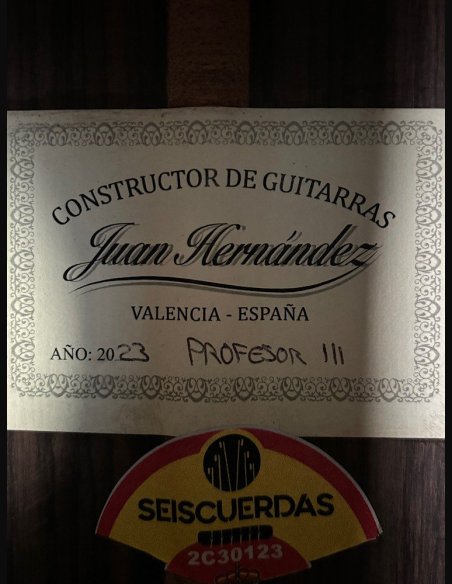 CONSTRUCTOR DE GUITARRAS
Juan Hernández
VALENCIA - ESPAÑA
AÑO: 2023 PROFESOR III
SEISCUERDAS
2C30123